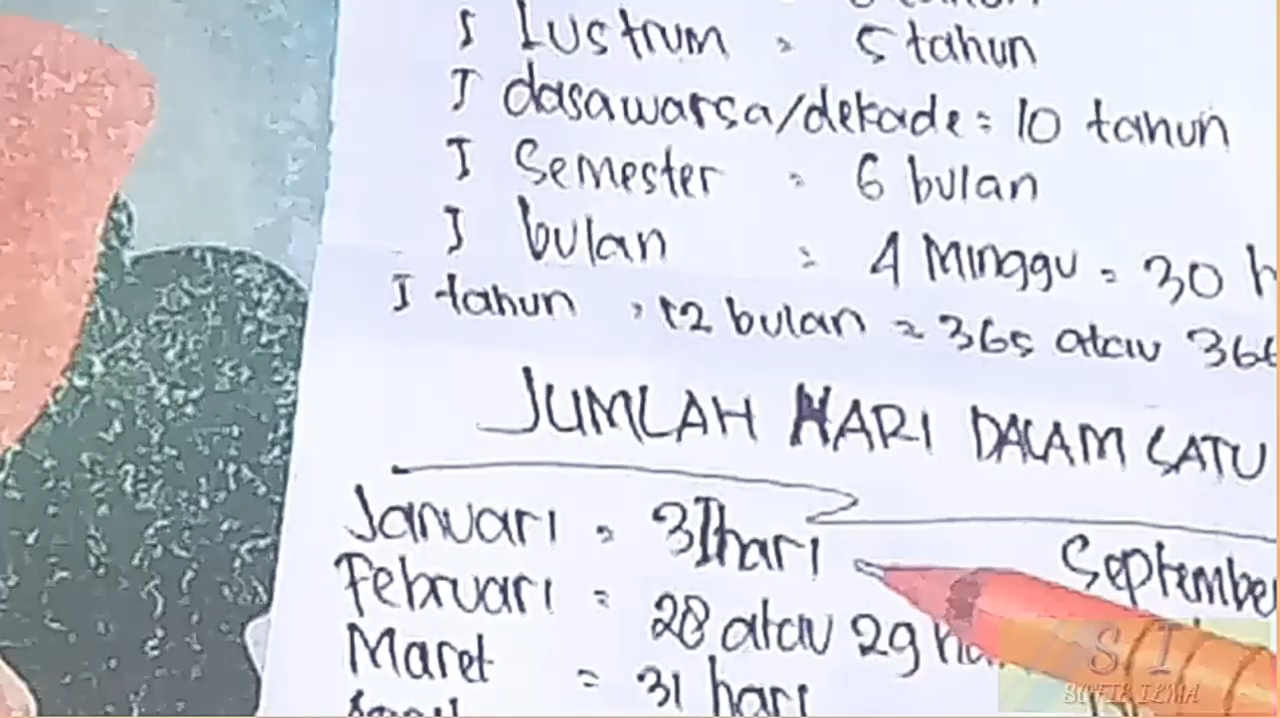 1 Lustrum = 5 tahun
1 dasawarsa/dekade = 10 tahun
1 Semester = 6 bulan
1 bulan = 4 Minggu = 30 h
1 tahun = 12 bulan = 365 atau 366
JUMLAH HARI DALAM SATU
Januari = 31 hari
September
Februari = 28 atau 29 ha
Maret = 31 hari
S I